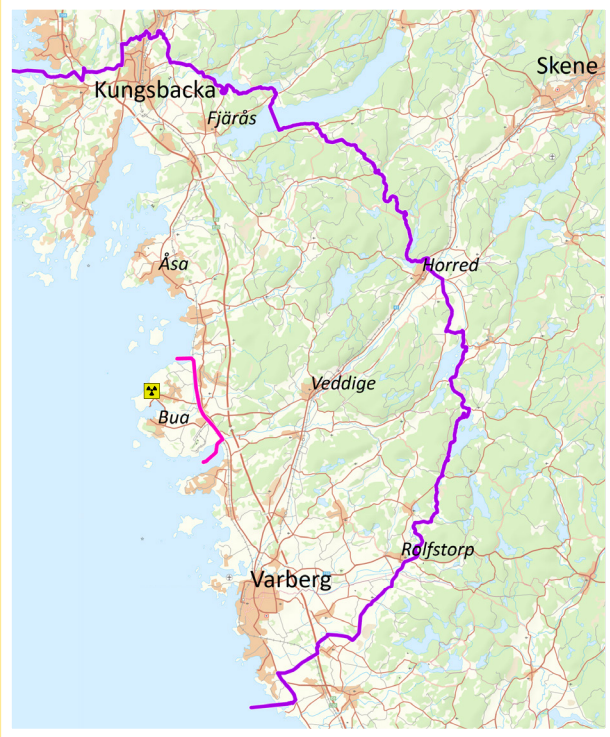 Skene
Kungsbacka
Fjärås
Åsa
Horred
Veddige
Bua
Rolfstorp
Varberg